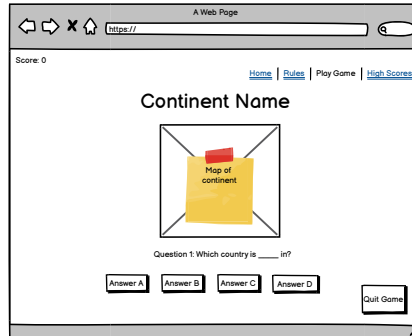 A Web Page
https://
Score: 0
Home | Rules | Play Game | High Scores
Continent Name
Map of
continent
Question 1: Which country is _____ in?
Answer A
Answer B
Answer C
Answer D
Quit Game